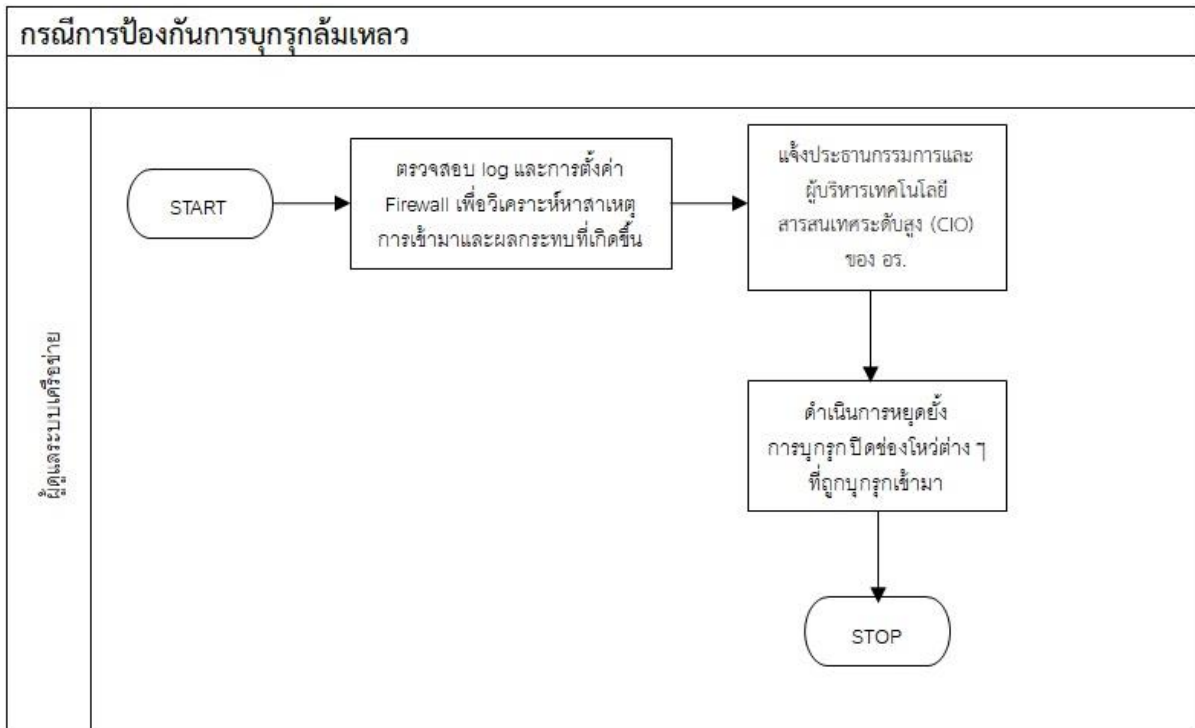 กรณีการป้องกันการบุกรุกล้มเหลว
ผู้ดูแลระบบเครือข่าย
START
ตรวจสอบ log และการตั้งค่า
Firewall เพื่อวิเคราะห์หาสาเหตุ
การเข้ามาและผลกระทบที่เกิดขึ้น
แจ้งประธานกรรมการและ
ผู้บริหารเทคโนโลยี
สารสนเทศระดับสูง (CIO)
ของ อร.
ดำเนินการหยุดยั้ง
การบุกรุก ปิดช่องโหว่ต่าง ๆ
ที่ถูกบุกรุกเข้ามา
STOP